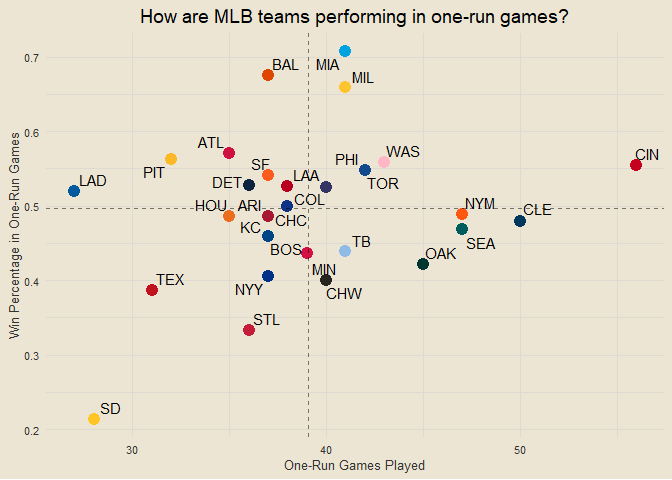 How are MLB teams performing in one-run games?
Win Percentage in One-Run Games
0.7
0.6
0.5
0.4
0.3
0.2
BAL
MIA
MIL
ATL
PIT
LAD
SF
DET
LAA
PHI
WAS
TOR
CIN
HOU
ARI
COL
CHC
KC
BOS
TB
NYM
CLE
SEA
OAK
MIN
CHW
NYY
TEX
STL
SD
30
40
50
One-Run Games Played